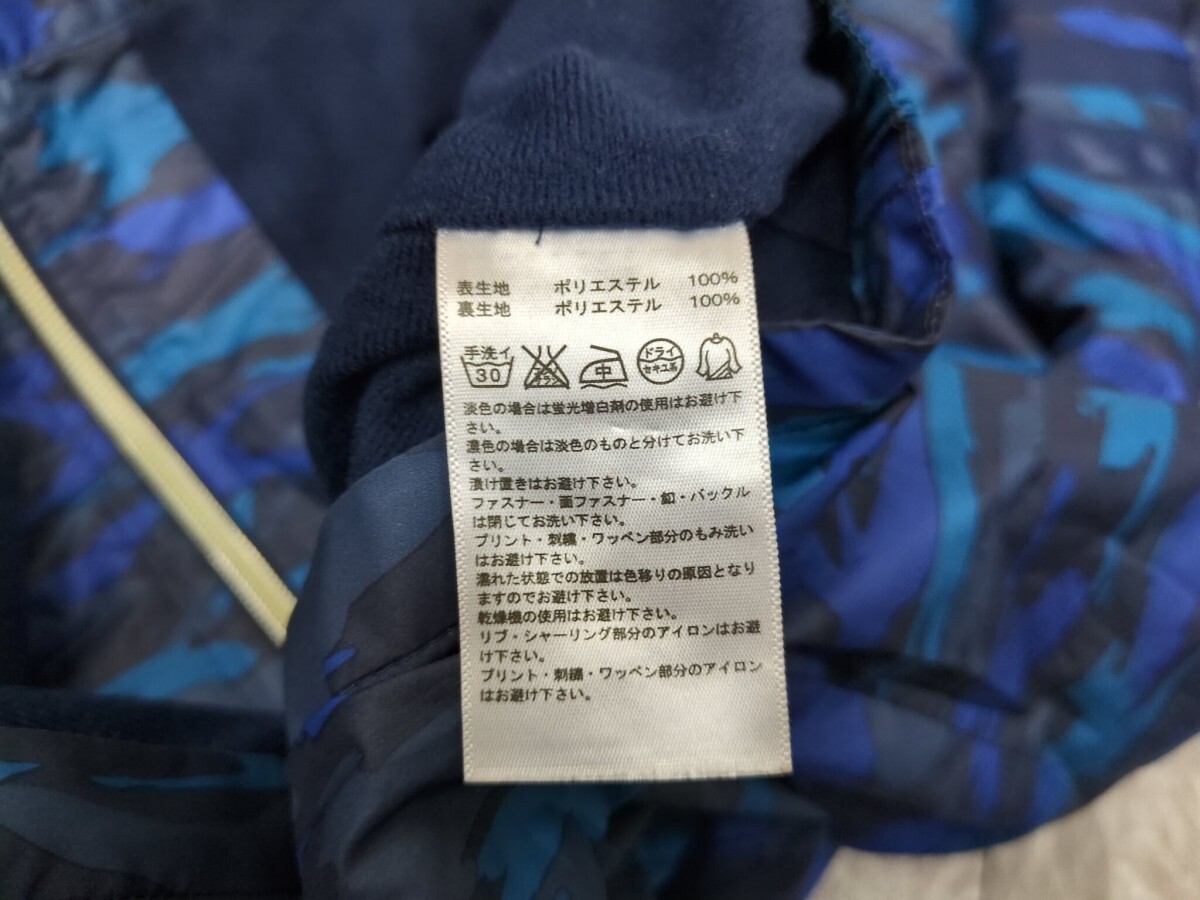 表生地 ポリエステル 100%
裏生地 ポリエステル 100%
手洗イ 30 エンソサラシ 中 ドライ セキユ系
淡色の場合は蛍光増白剤の使用はお避け下
さい。
濃色の場合は淡色のものと分けてお洗い下
さい。
漬け置きはお避け下さい。
ファスナー・面ファスナー・釦・バックル
は閉じてお洗い下さい。
プリント・刺繍・ワッペン部分のもみ洗い
はお避け下さい。
濡れた状態での放置は色移りの原因となり
ますのでお避け下さい。
乾燥機の使用はお避け下さい。
リブ・シャーリング部分のアイロンはお避
け下さい。
プリント・刺繍・ワッペン部分のアイロン
はお避け下さい。